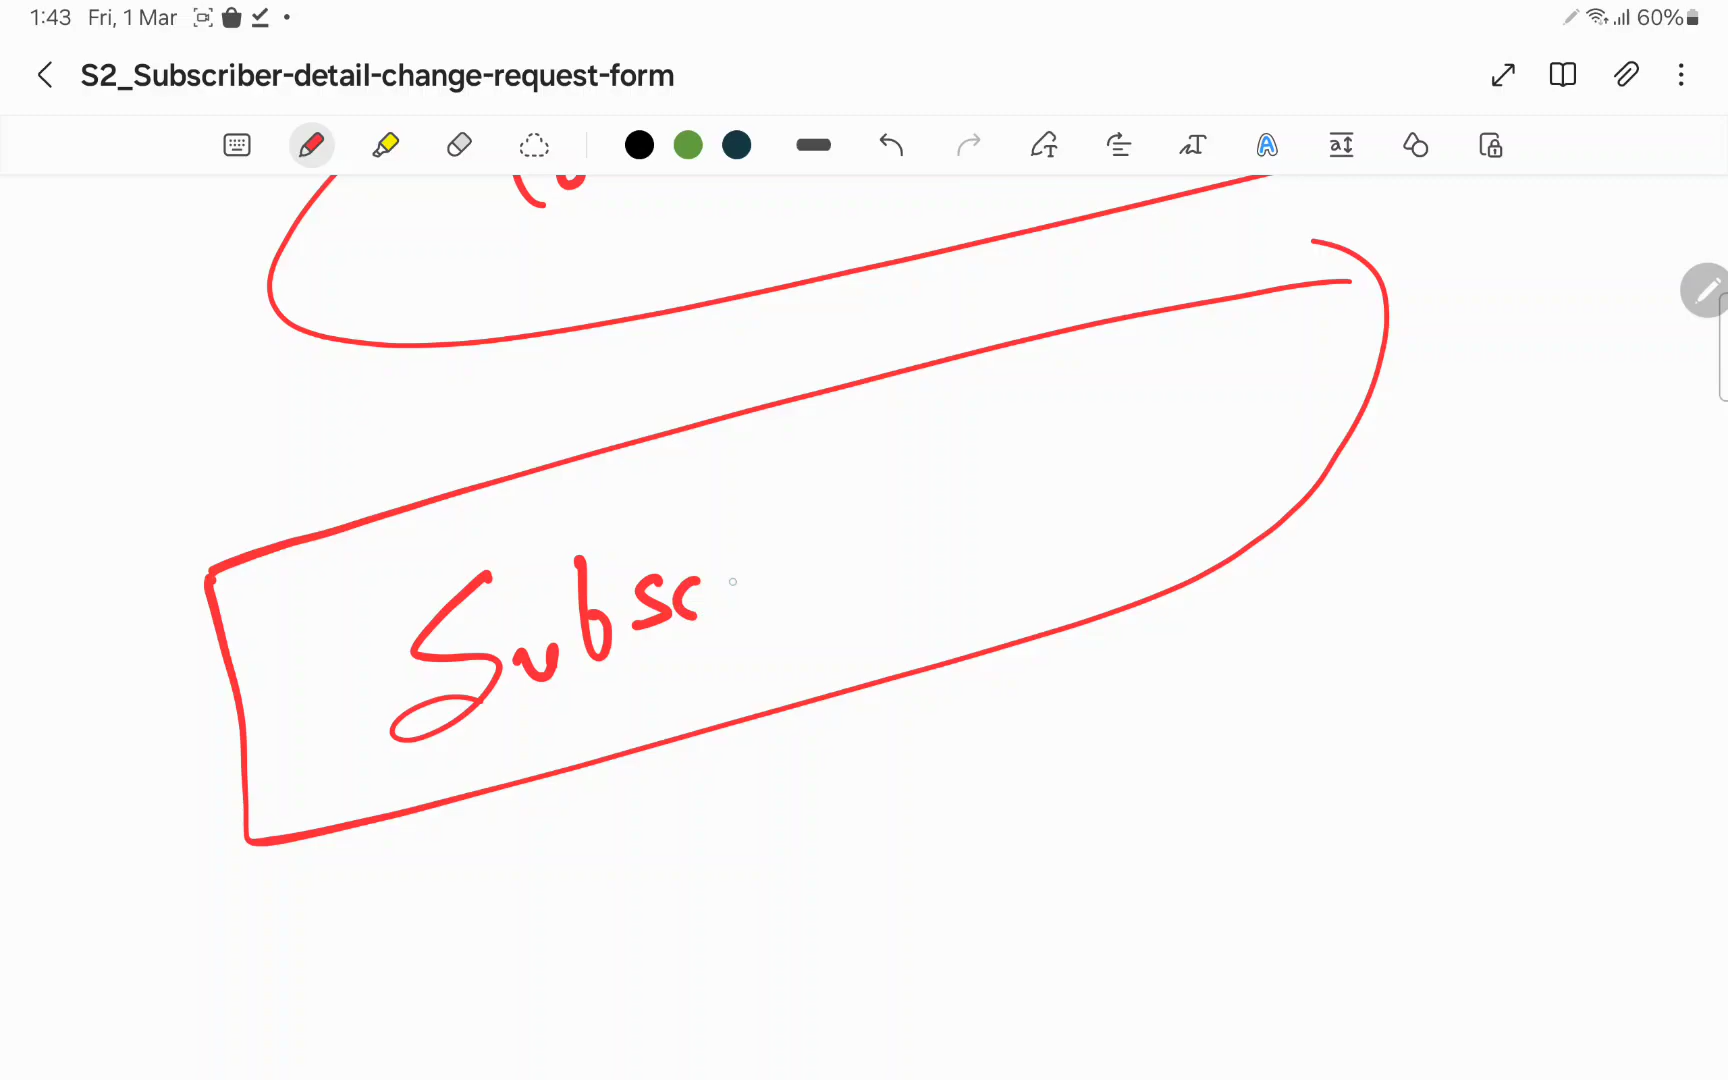 1:43 Fri, 1 Mar 60%
S2_Subscriber-detail-change-request-form
Subsc